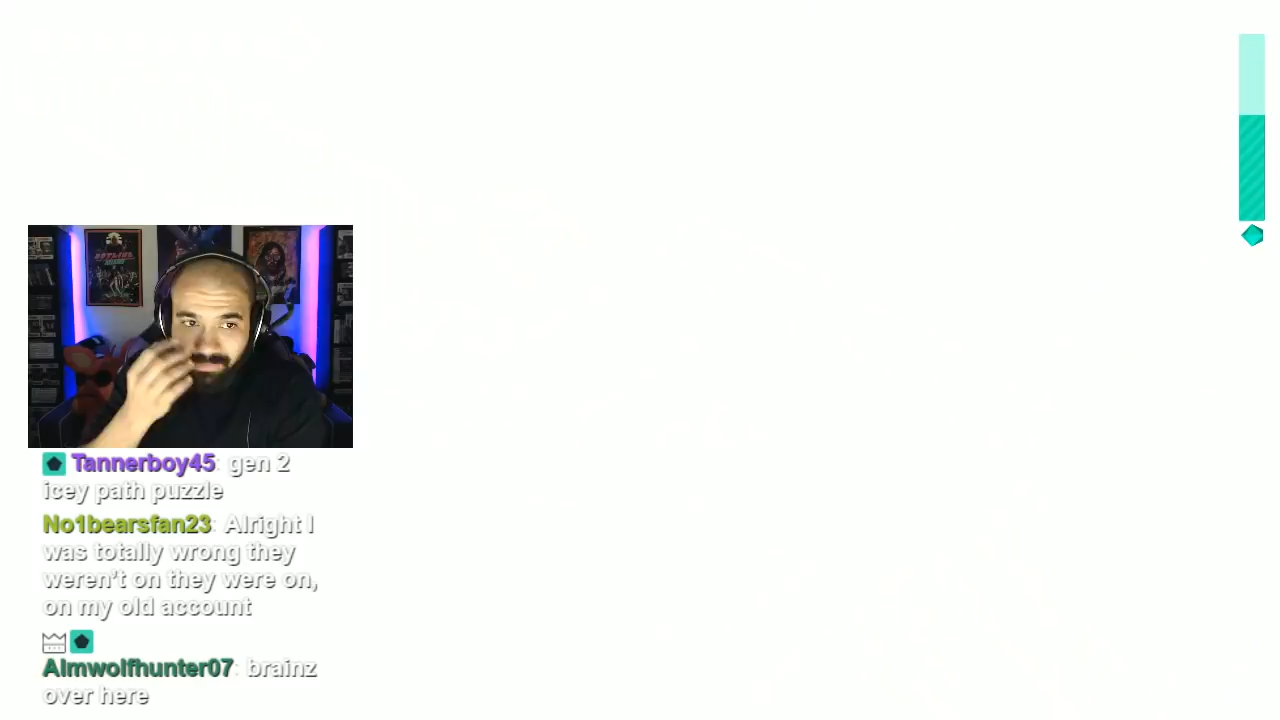 Tannerboy45: gen 2
icey path puzzle
No1bearsfan23: Alright I
was totally wrong they
weren't on they were on,
on my old account
AImwolfhunter07: brainz
over here